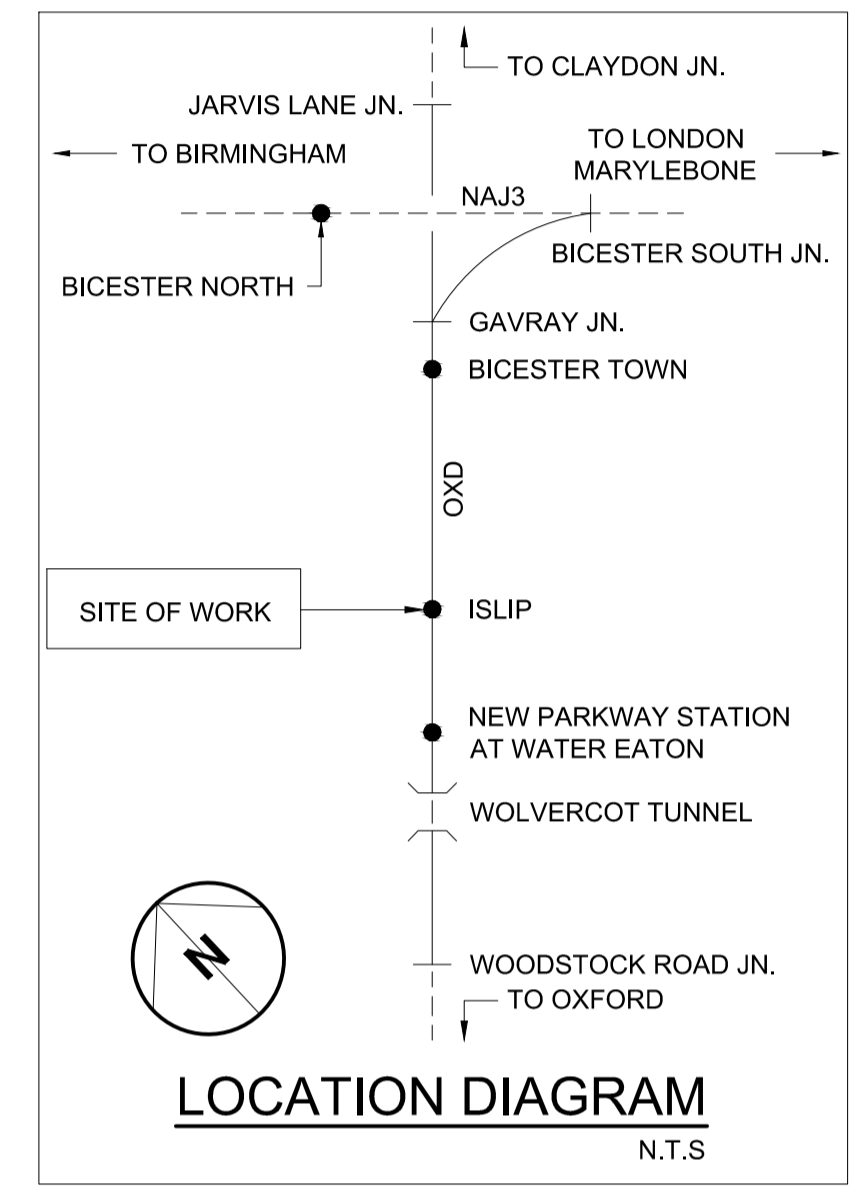 TO CLAYDON JN.
JARVIS LANE JN.
TO BIRMINGHAM
TO LONDON
MARYLEBONE
NAJ3
BICESTER SOUTH JN.
BICESTER NORTH
GAVRAY JN.
BICESTER TOWN
OXD
SITE OF WORK
ISLIP
NEW PARKWAY STATION
AT WATER EATON
WOLVERCOT TUNNEL
N
WOODSTOCK ROAD JN.
TO OXFORD
LOCATION DIAGRAM
N.T.S